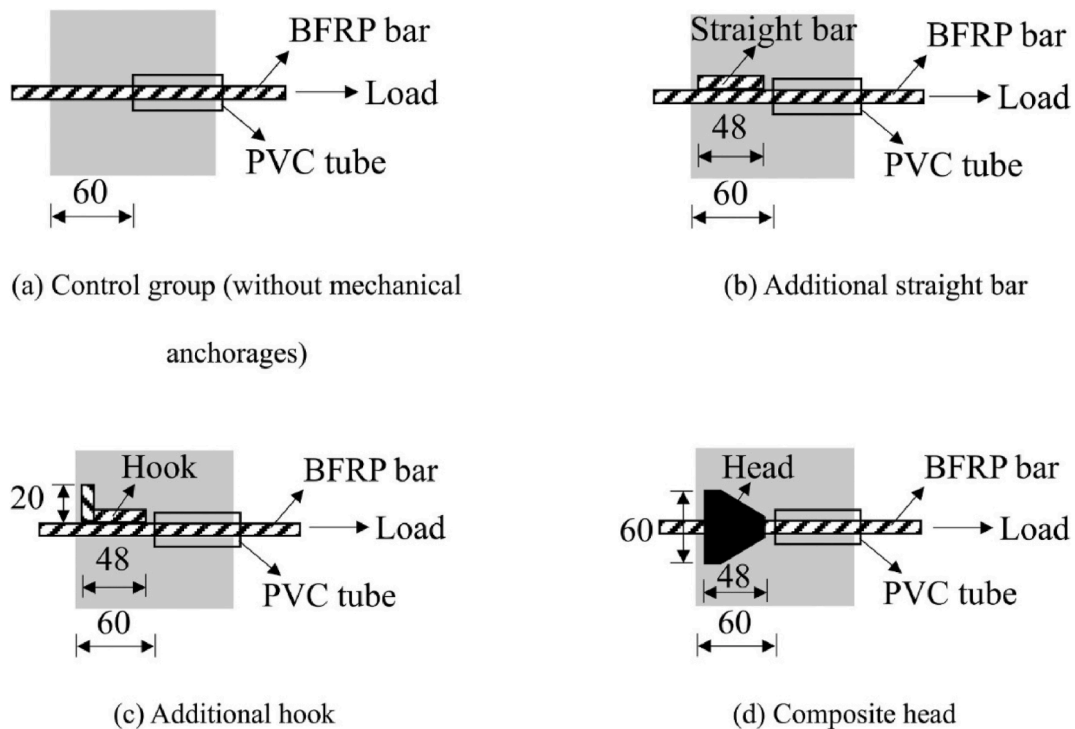 BFRP bar
Load
PVC tube
60
(a) Control group (without mechanical
anchorages)
Straight bar
BFRP bar
Load
48
PVC tube
60
(b) Additional straight bar
Hook
BFRP bar
20
Load
48
PVC tube
60
(c) Additional hook
Head
BFRP bar
60
Load
48
PVC tube
60
(d) Composite head